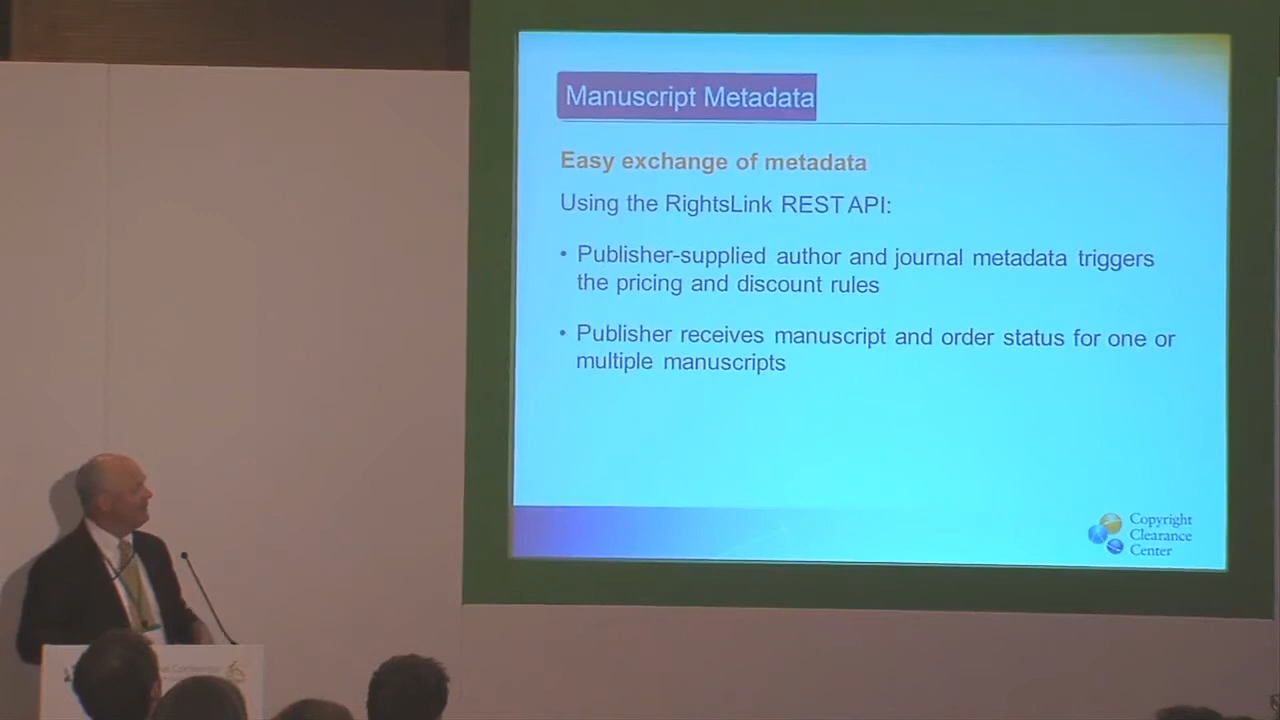 Manuscript Metadata
Easy exchange of metadata
Using the RightsLink REST API:
• Publisher-supplied author and journal metadata triggers
the pricing and discount rules
• Publisher receives manuscript and order status for one or
multiple manuscripts
Copyright
Clearance
Center